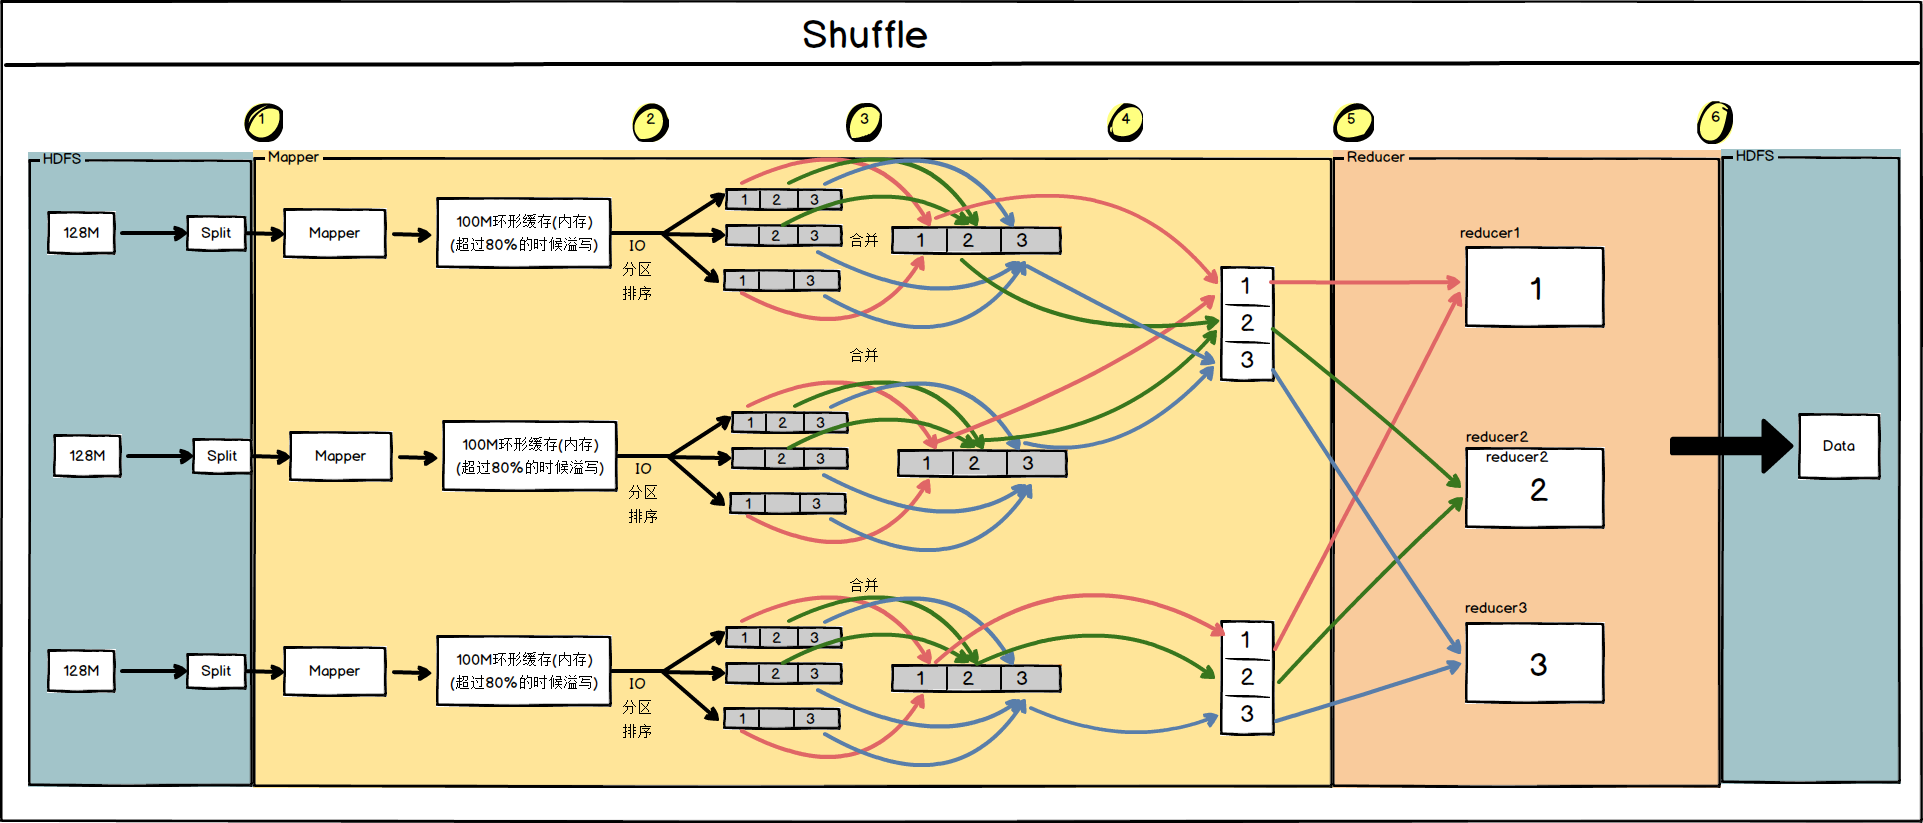 Shuffle
1
2
3
4
5
6
HDFS
Mapper
Reducer
HDFS
128M
Split
Mapper
100M环形缓存(内存)
(超过80%的时候溢写)
IO
分区
排序
1 2 3
2 3
1 3
合并
1 2 3
合并
128M
Split
Mapper
100M环形缓存(内存)
(超过80%的时候溢写)
IO
分区
排序
1 2 3
2 3
1 3
1 2 3
合并
128M
Split
Mapper
100M环形缓存(内存)
(超过80%的时候溢写)
IO
分区
排序
1 2 3
2 3
1 3
1 2 3
1
2
3
1
2
3
reducer1
1
reducer2
reducer2
2
reducer3
3
Data